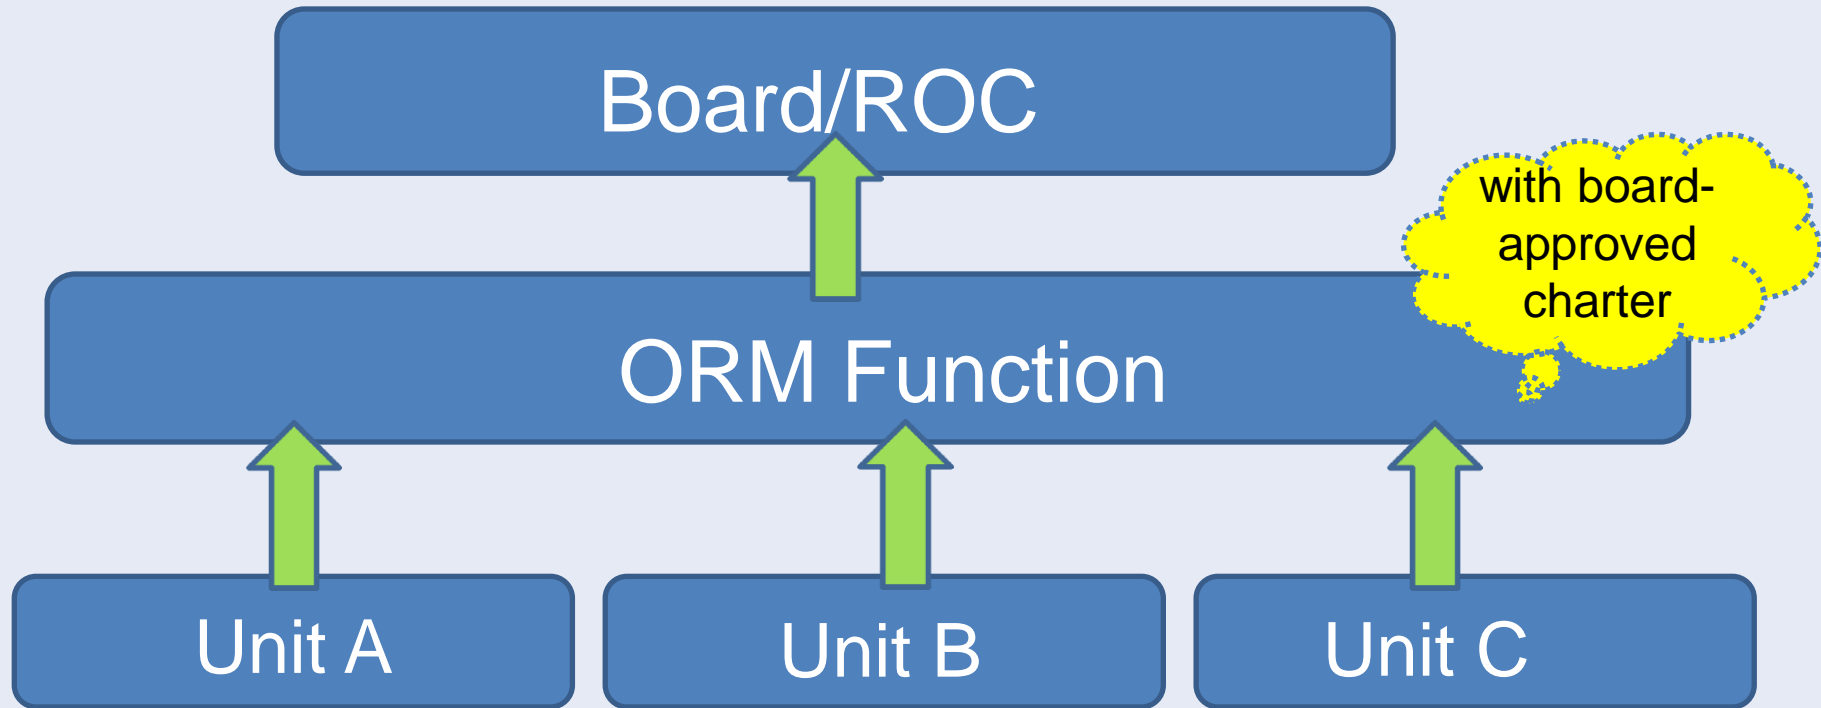 Board/ROC
with board-
approved
charter
ORM Function
Unit A
Unit B
Unit C